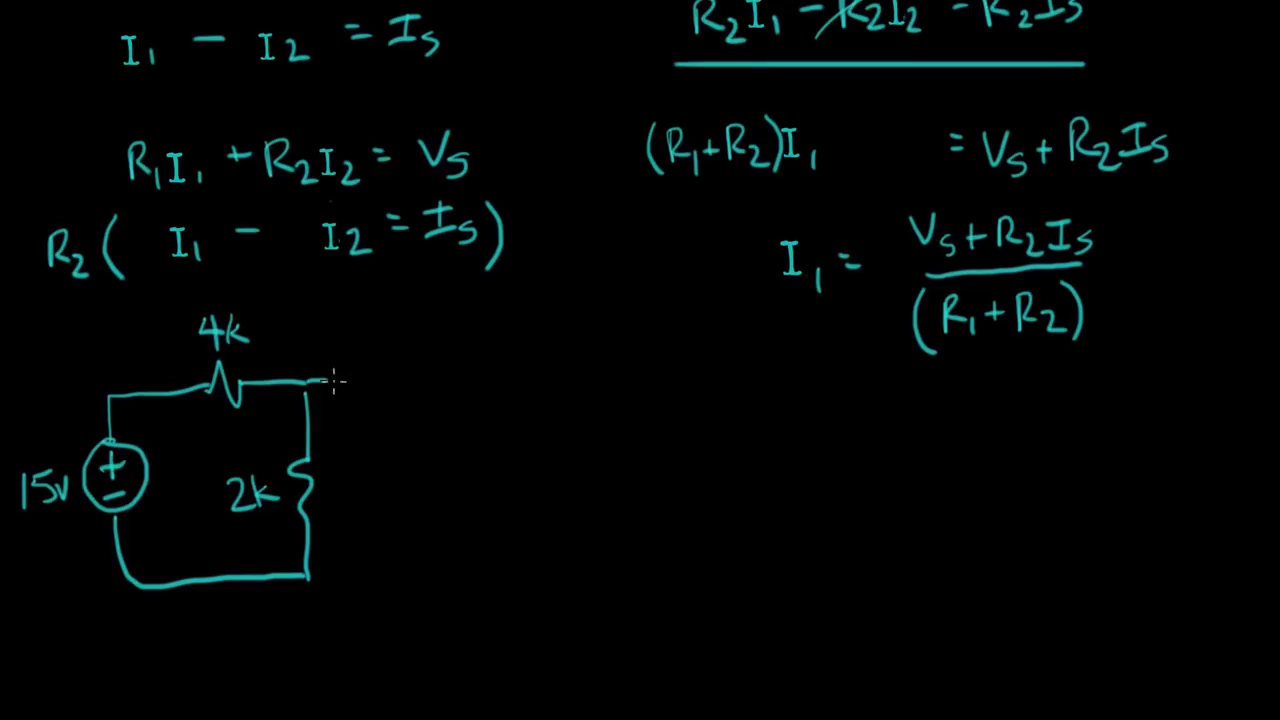 I₁ - I₂ = Iₛ
R₁I₁ + R₂I₂ = Vₛ
R₂( I₁ - I₂ = Iₛ )
4k
15v
+
-
2k
R₂I₁ - R₂I₂ = R₂Iₛ
(R₁+R₂)I₁ = Vₛ + R₂Iₛ
I₁ = Vₛ + R₂Iₛ
(R₁ + R₂)